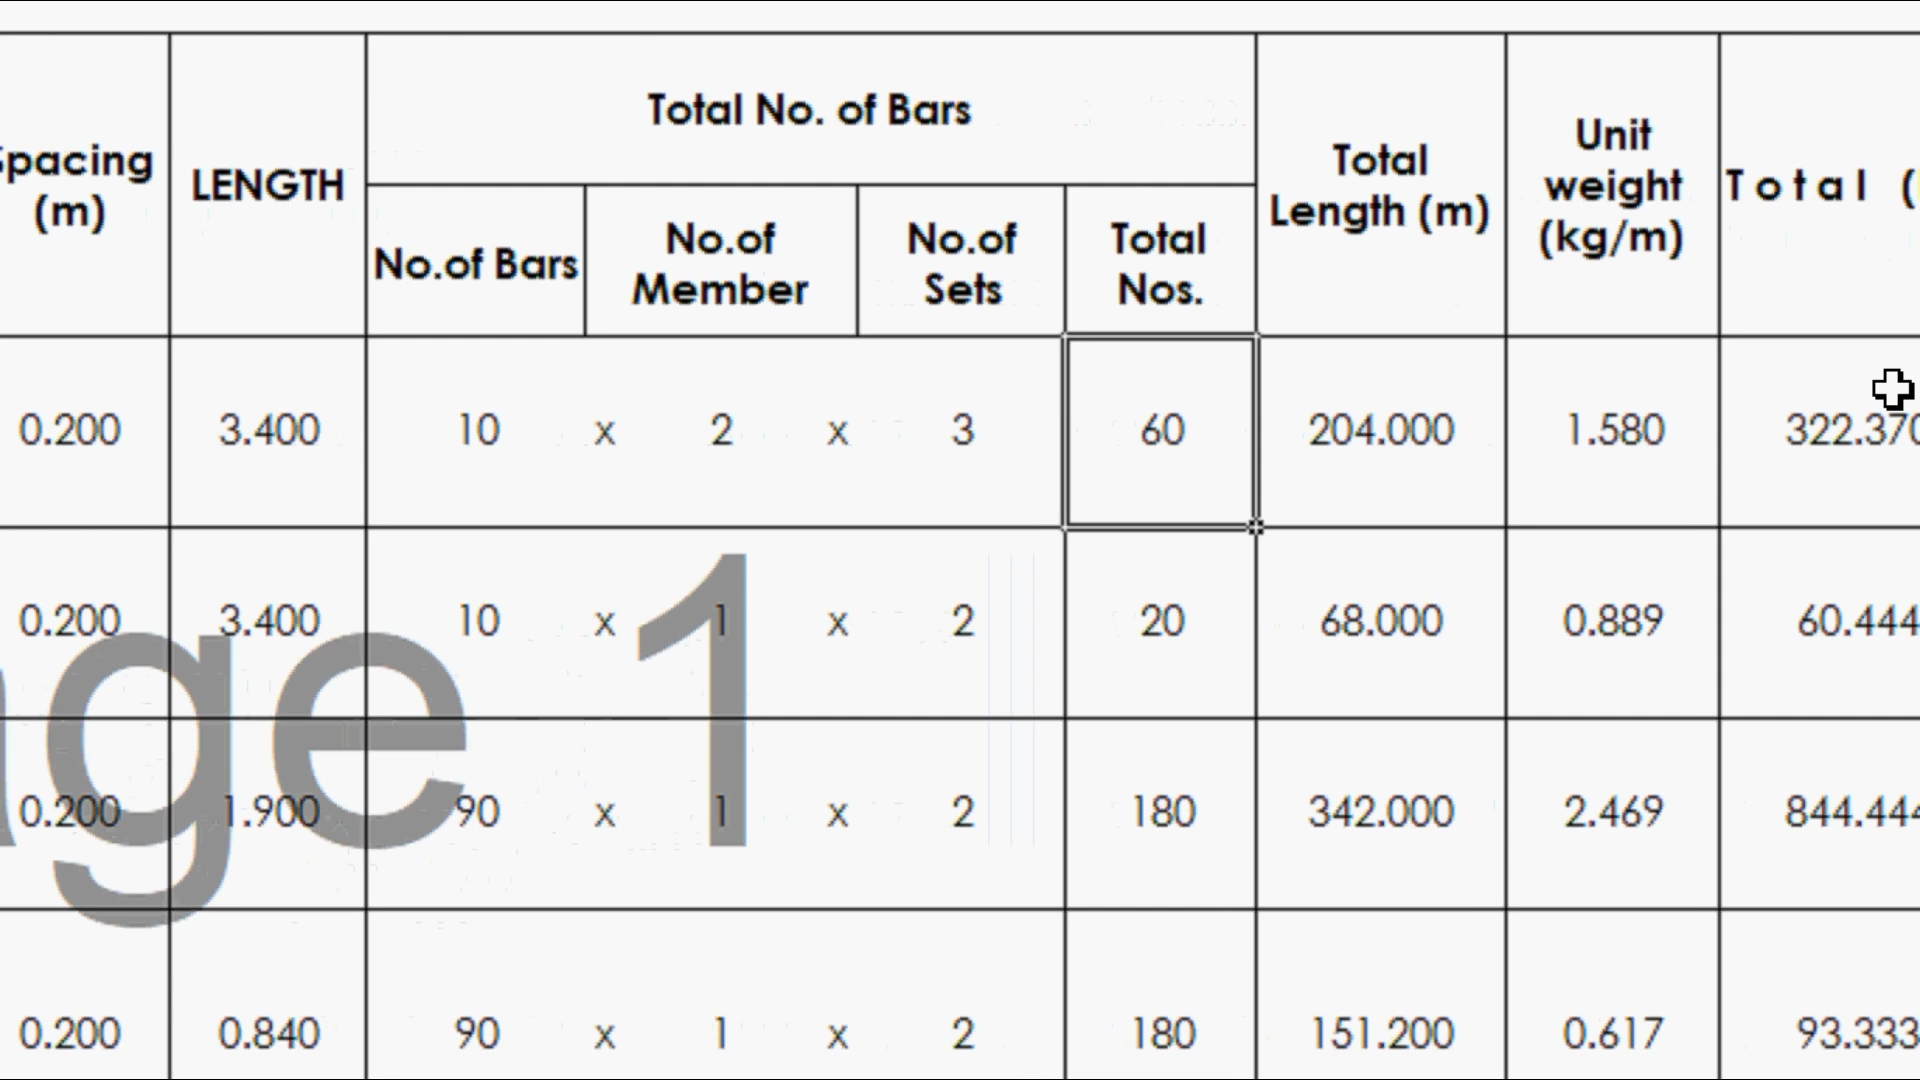 Spacing (m) LENGTH Total No. of Bars Total Length (m) Unit weight (kg/m) Total (
No.of Bars No.of Member No.of Sets Total Nos.
0.200 3.400 10 x 2 x 3 60 204.000 1.580 322.370
0.200 3.400 10 x 1 x 2 20 68.000 0.889 60.444
0.200 1.900 90 x 1 x 2 180 342.000 2.469 844.444
0.200 0.840 90 x 1 x 2 180 151.200 0.617 93.333
age 1